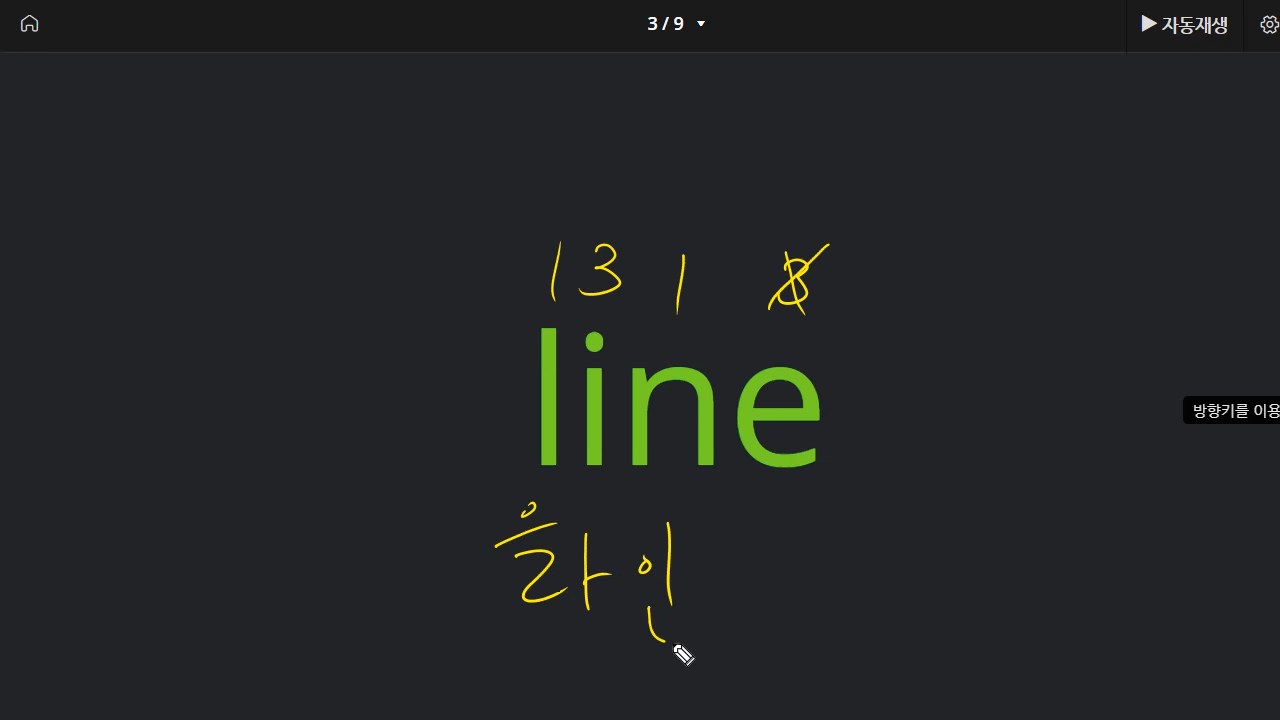 3 / 9
▶ 자동재생
1 3 1 8
line
방향키를 이용
을라인